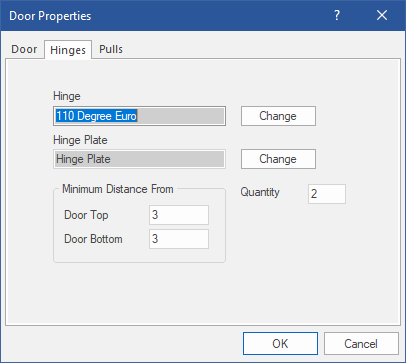 Door Properties ?
Door Hinges Pulls
Hinge
110 Degree Euro Change
Hinge Plate
Hinge Plate Change
Minimum Distance From
Quantity 2
Door Top 3
Door Bottom 3
OK Cancel